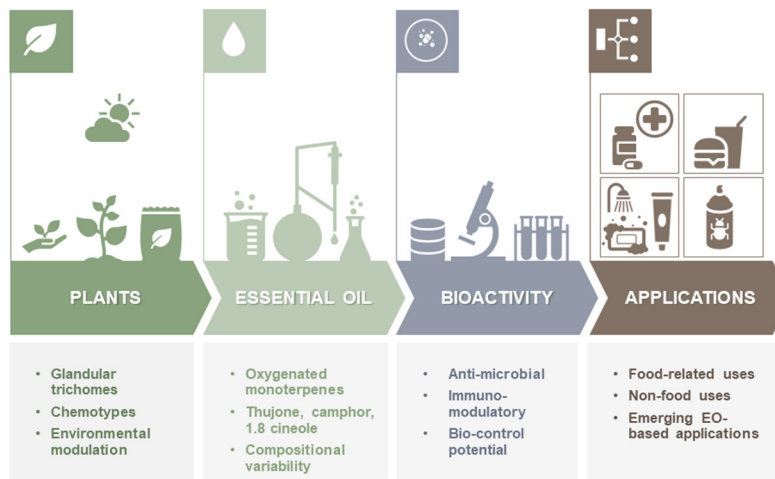 PLANTS
ESSENTIAL OIL
BIOACTIVITY
APPLICATIONS
• Glandular
trichomes
• Chemotypes
• Environmental
modulation
• Oxygenated
monoterpenes
• Thujone, camphor,
1.8 cineole
• Compositional
variability
• Anti-microbial
• Immuno-
modulatory
• Bio-control
potential
• Food-related uses
• Non-food uses
• Emerging EO-
based applications